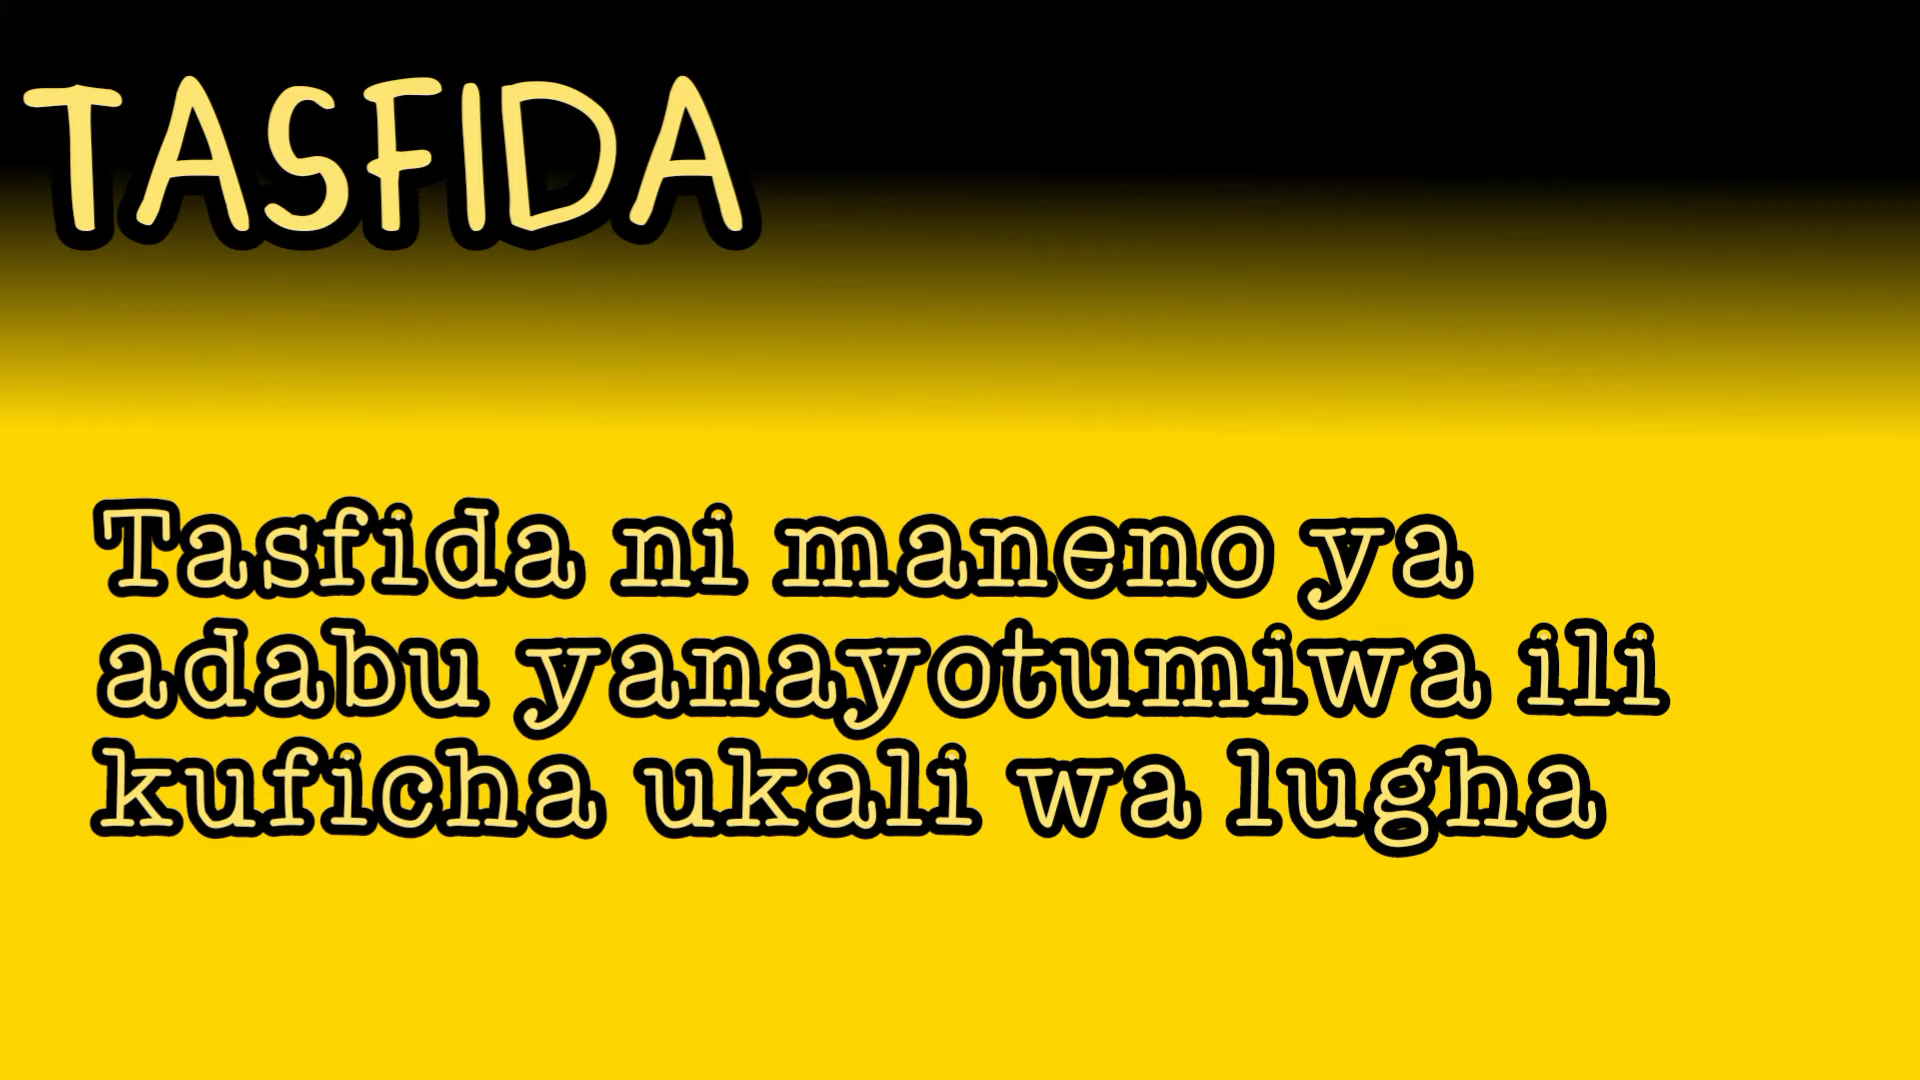 TASFIDA
Tasfida ni maneno ya
adabu yanayotumiwa ili
kuficha ukali wa lugha